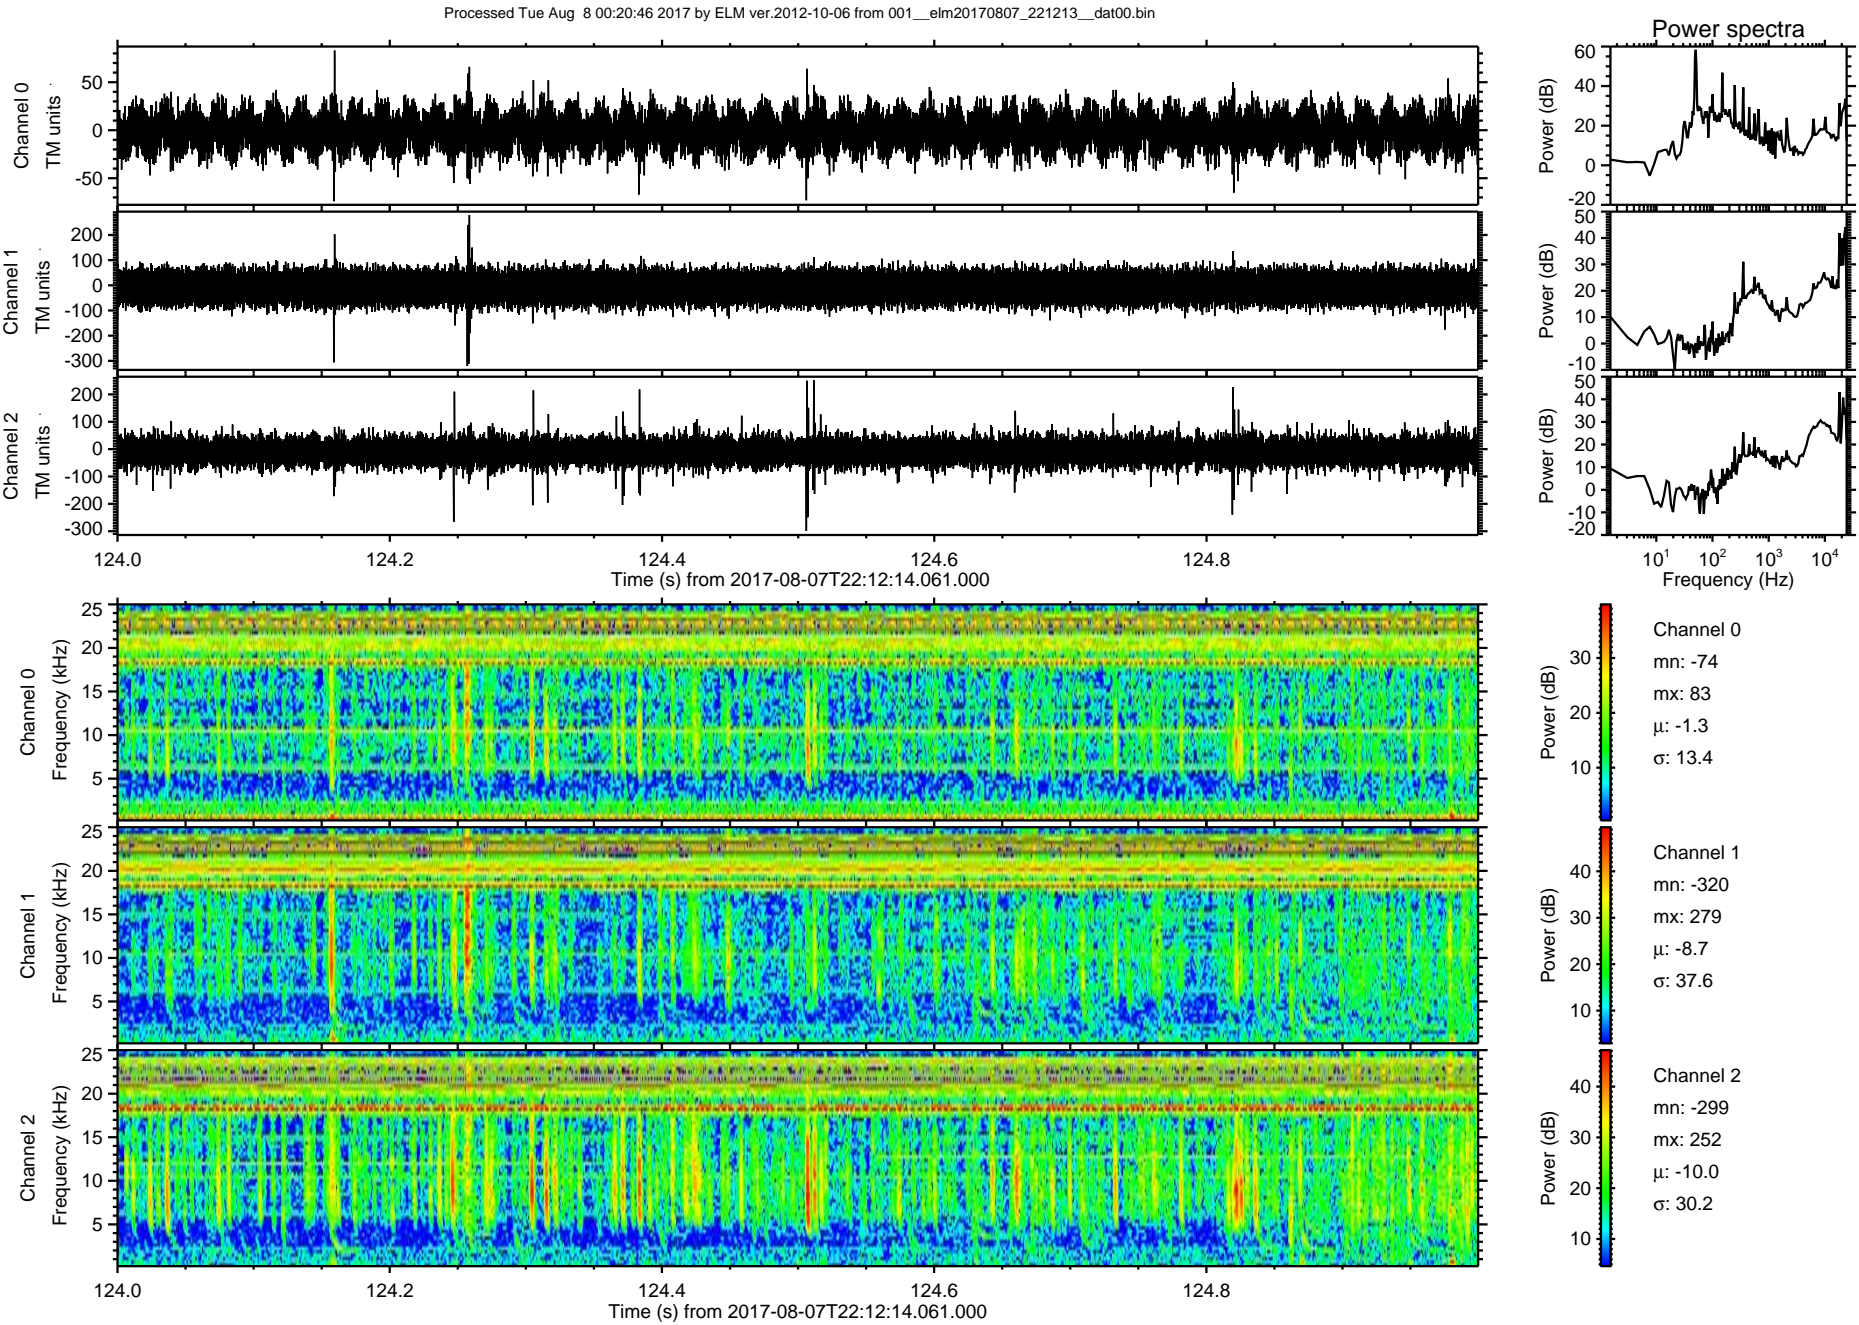 Processed Tue Aug  8 00:20:46 2017 by ELM ver.2012-10-06 from 001__elm20170807_221213__dat00.bin
Power spectra
Channel 0
TM units
50
0
-50
Power (dB)
60
40
20
0
-20
Channel 1
TM units
200
100
0
-100
-200
-300
Power (dB)
50
40
30
20
10
0
-10
Channel 2
TM units
200
100
0
-100
-200
-300
Power (dB)
50
40
30
20
10
0
-10
-20
124.0 124.2 124.4 124.6 124.8
Time (s) from 2017-08-07T22:12:14.061.000
10^1 10^2 10^3 10^4
Frequency (Hz)
Channel 0
Frequency (kHz)
25
20
15
10
5
Power (dB)
30
20
10
Channel 0
mn: -74
mx: 83
μ: -1.3
σ: 13.4
Channel 1
Frequency (kHz)
25
20
15
10
5
Power (dB)
40
30
20
10
Channel 1
mn: -320
mx: 279
μ: -8.7
σ: 37.6
Channel 2
Frequency (kHz)
25
20
15
10
5
Power (dB)
40
30
20
10
Channel 2
mn: -299
mx: 252
μ: -10.0
σ: 30.2
124.0 124.2 124.4 124.6 124.8
Time (s) from 2017-08-07T22:12:14.061.000